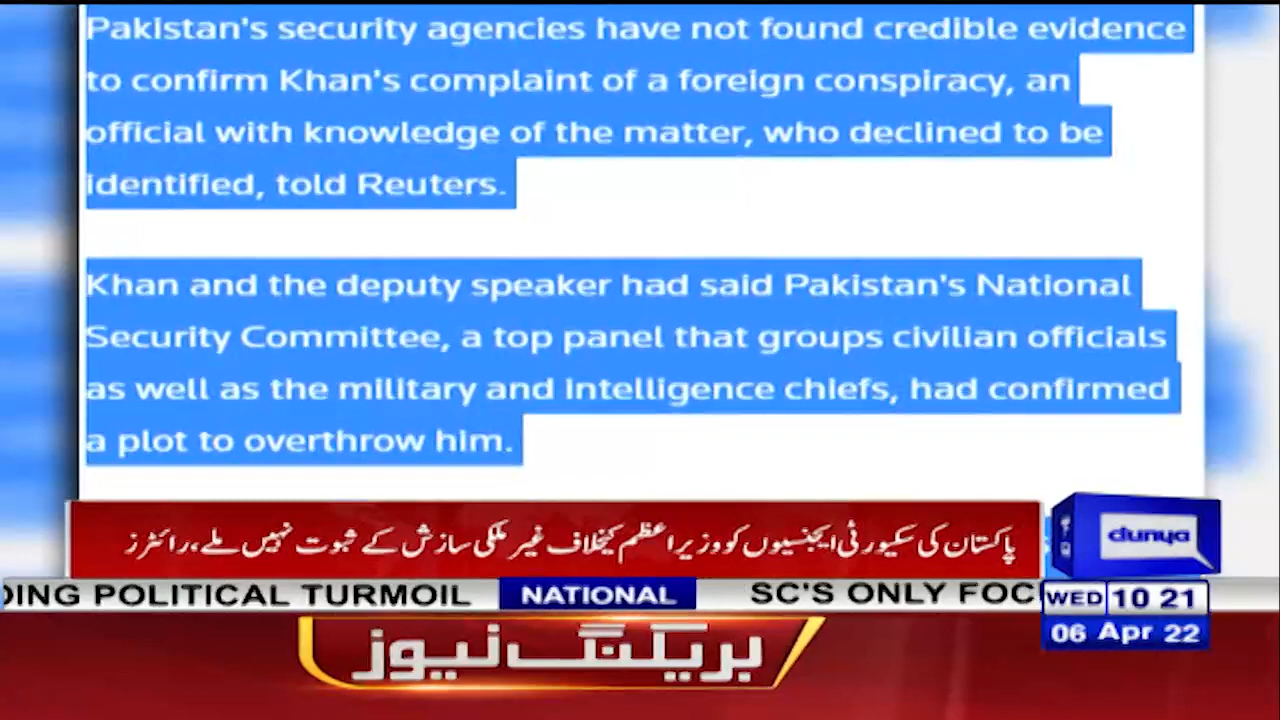 Pakistan's security agencies have not found credible evidence
to confirm Khan's complaint of a foreign conspiracy, an
official with knowledge of the matter, who declined to be
identified, told Reuters.
Khan and the deputy speaker had said Pakistan's National
Security Committee, a top panel that groups civilian officials
as well as the military and intelligence chiefs, had confirmed
a plot to overthrow him.
پاکستان کی سکیورٹی ایجنسیوں کو وزیراعظم کیخلاف غیر ملکی سازش کے ثبوت نہیں ملے، رائٹرز
dunya
DING POLITICAL TURMOIL NATIONAL SC'S ONLY FOC
WED 10 21
06 Apr 22
بریکنگ نیوز